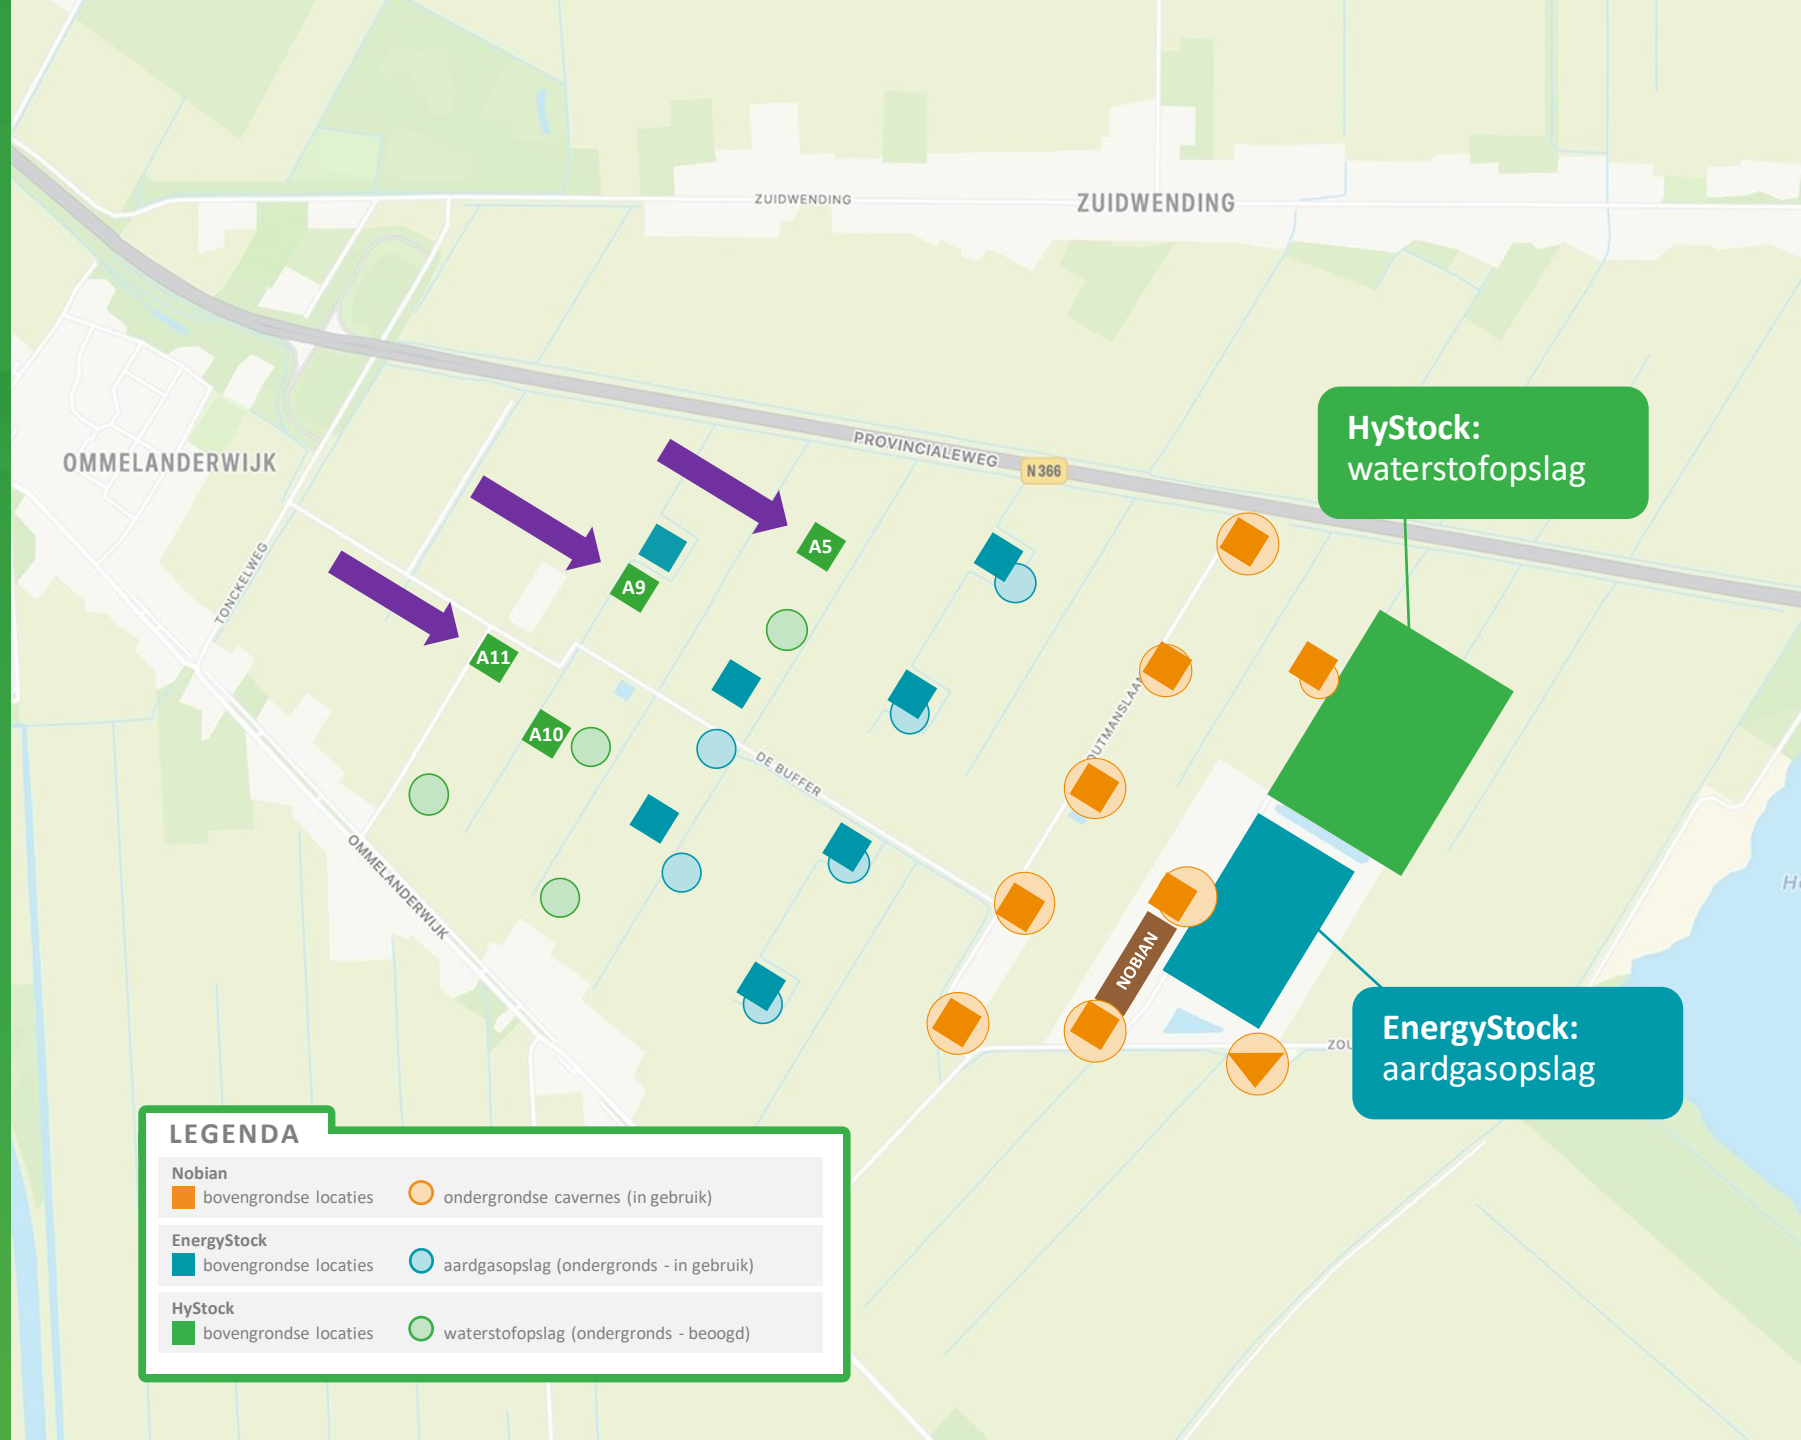 ZUIDWENDING
ZUIDWENDING
HyStock:
waterstofopslag
PROVINCIALEWEG
N 366
OMMELANDERWIJK
TONCKELWEG
A5
A9
A11
A10
DE BUFFER
OMMELANDERWIJK
NOBIAN
EnergyStock:
aardgasopslag
LEGENDA
Nobian
bovengrondse locaties
ondergrondse cavernes (in gebruik)
EnergyStock
bovengrondse locaties
aardgasopslag (ondergronds - in gebruik)
HyStock
bovengrondse locaties
waterstofopslag (ondergronds - beoogd)